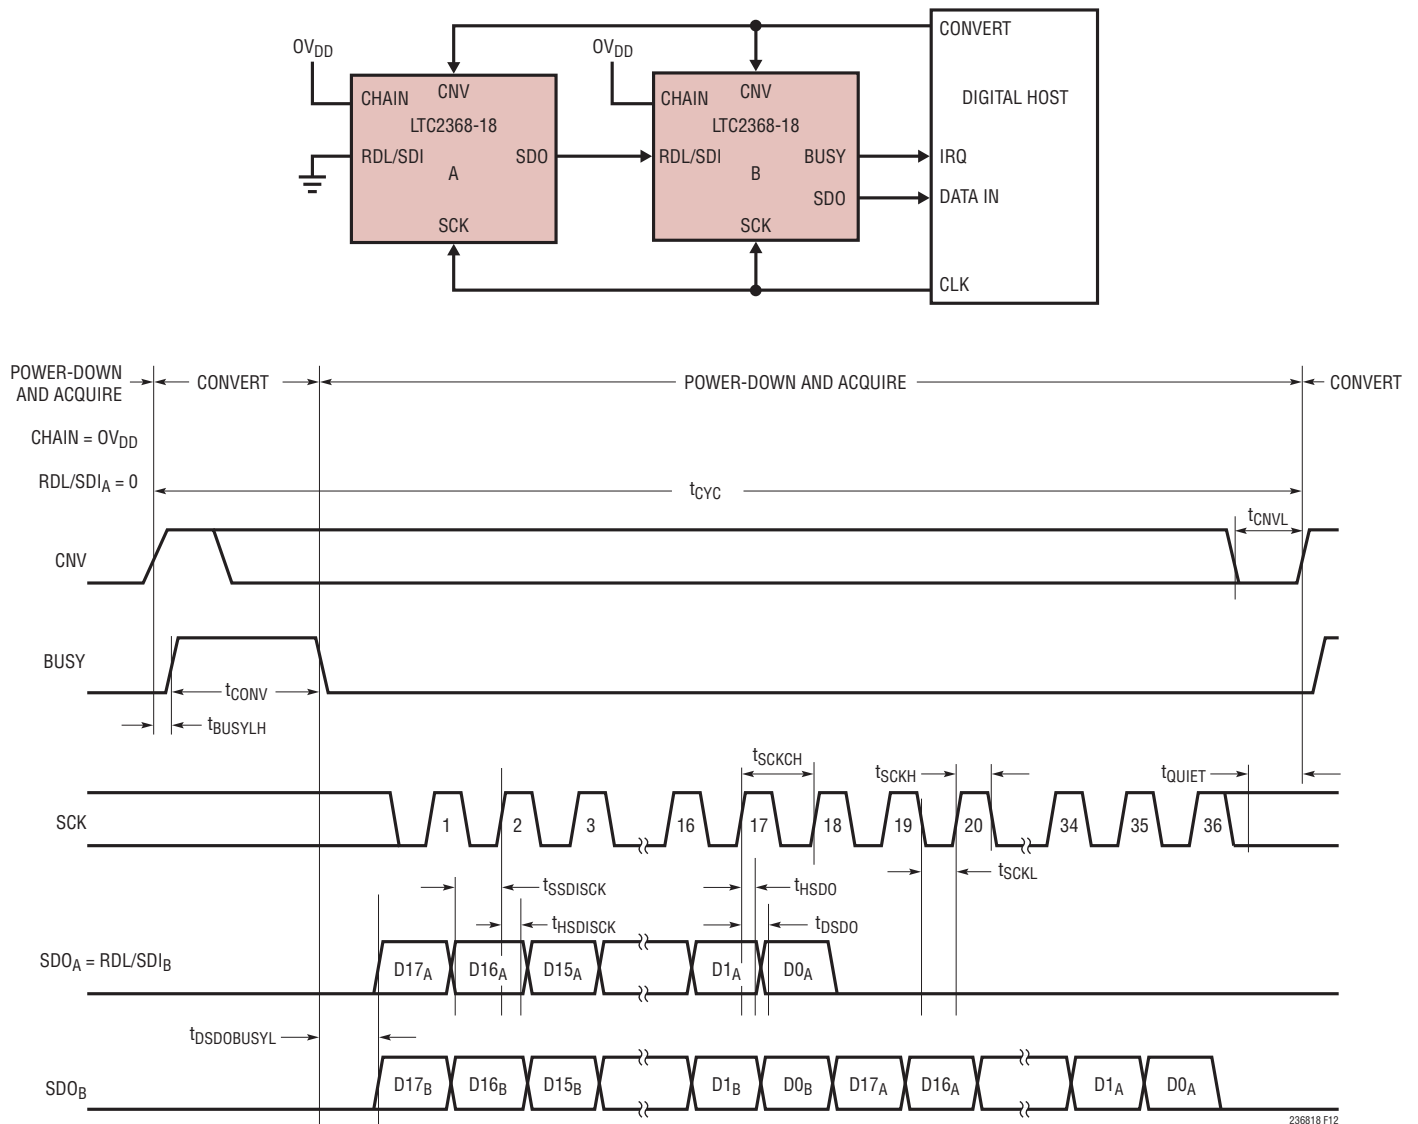 CONVERT
OVDD
OVDD
CHAIN
CNV
CHAIN
CNV
DIGITAL HOST
LTC2368-18
LTC2368-18
RDL/SDI
SDO
RDL/SDI
BUSY
IRQ
A
B
SDO
DATA IN
SCK
SCK
CLK
POWER-DOWN
AND ACQUIRE
CONVERT
POWER-DOWN AND ACQUIRE
CONVERT
CHAIN = OVDD
RDL/SDIA = 0
tCYC
tCNVL
CNV
BUSY
tCONV
tBUSYLH
tSCKCH
tSCKH
tQUIET
SCK
1 2 3 16 17 18 19 20 34 35 36
tSSDISCK
tHSDO
tSCKL
tHSDISCK
tDSDO
SDOA = RDL/SDIB
D17A D16A D15A D1A D0A
tDSDOBUSYL
SDOB
D17B D16B D15B D1B D0B D17A D16A D1A D0A
236818 F12